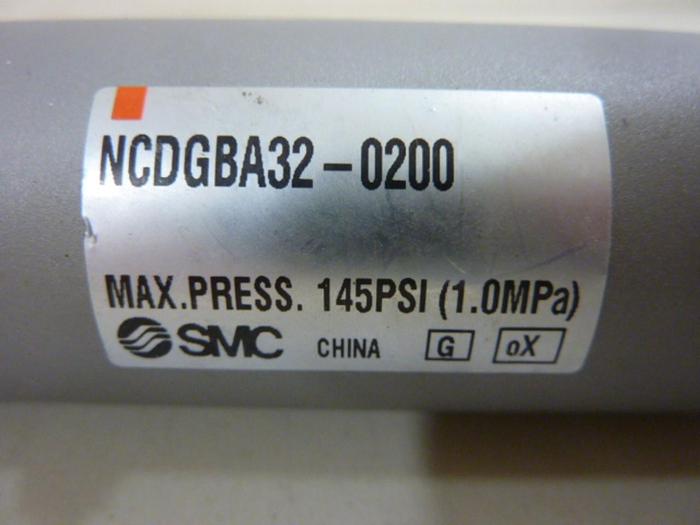 NCDGBA32-0200
MAX.PRESS. 145PSI (1.0MPa)
SMC CHINA G oX